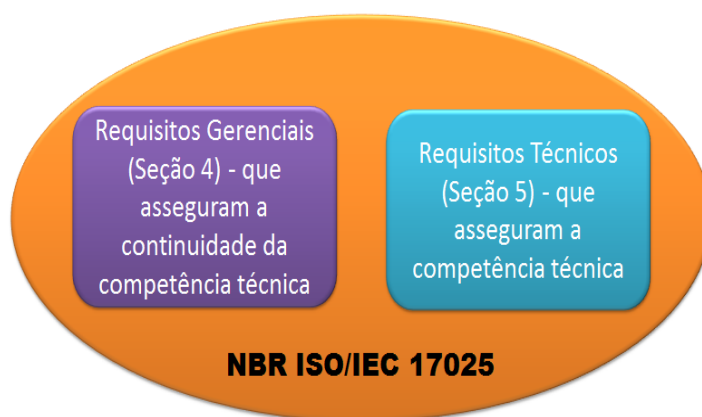 Requisitos Gerenciais
(Seção 4) - que
asseguram a
continuidade da
competência técnica
Requisitos Técnicos
(Seção 5) - que
asseguram a
competência técnica
NBR ISO/IEC 17025